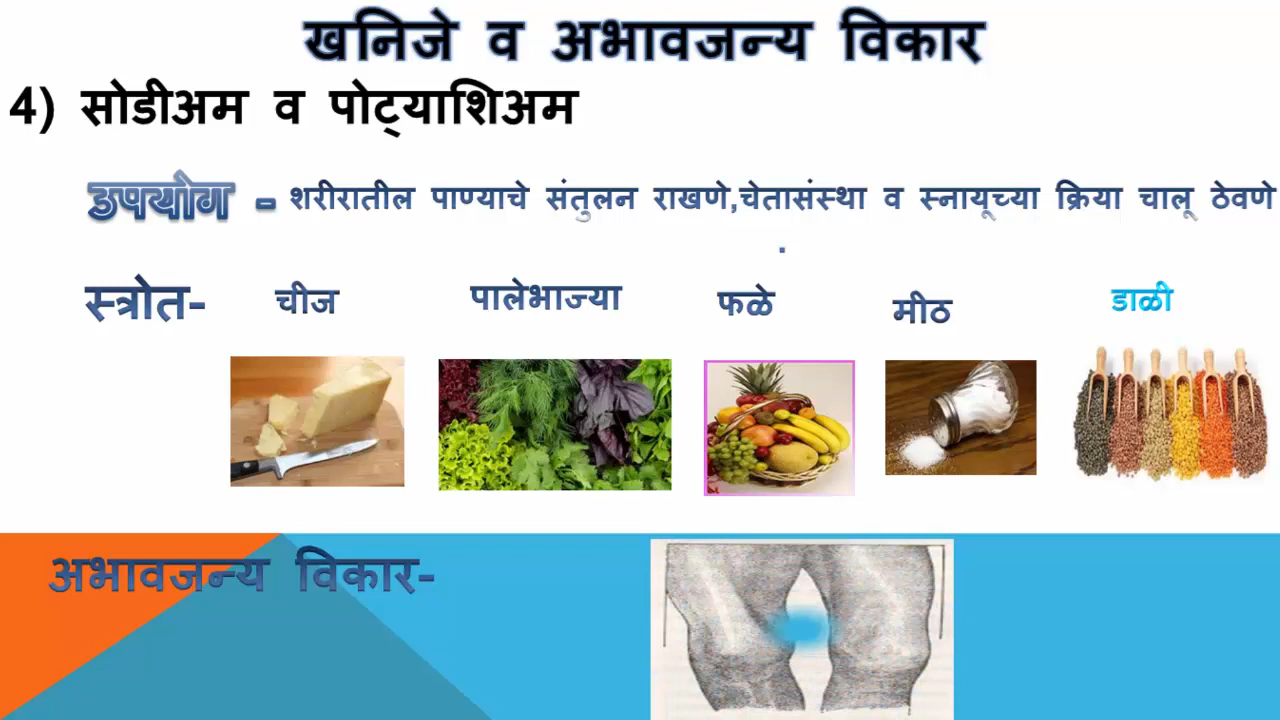 खनिजे व अभावजन्य विकार
4) सोडीअम व पोट्याशिअम
उपयोग - शरीरातील पाण्याचे संतुलन राखणे,चेतासंस्था व स्नायूच्या क्रिया चालू ठेवणे
.
स्त्रोत- चीज पालेभाज्या फळे मीठ डाळी
अभावजन्य विकार-